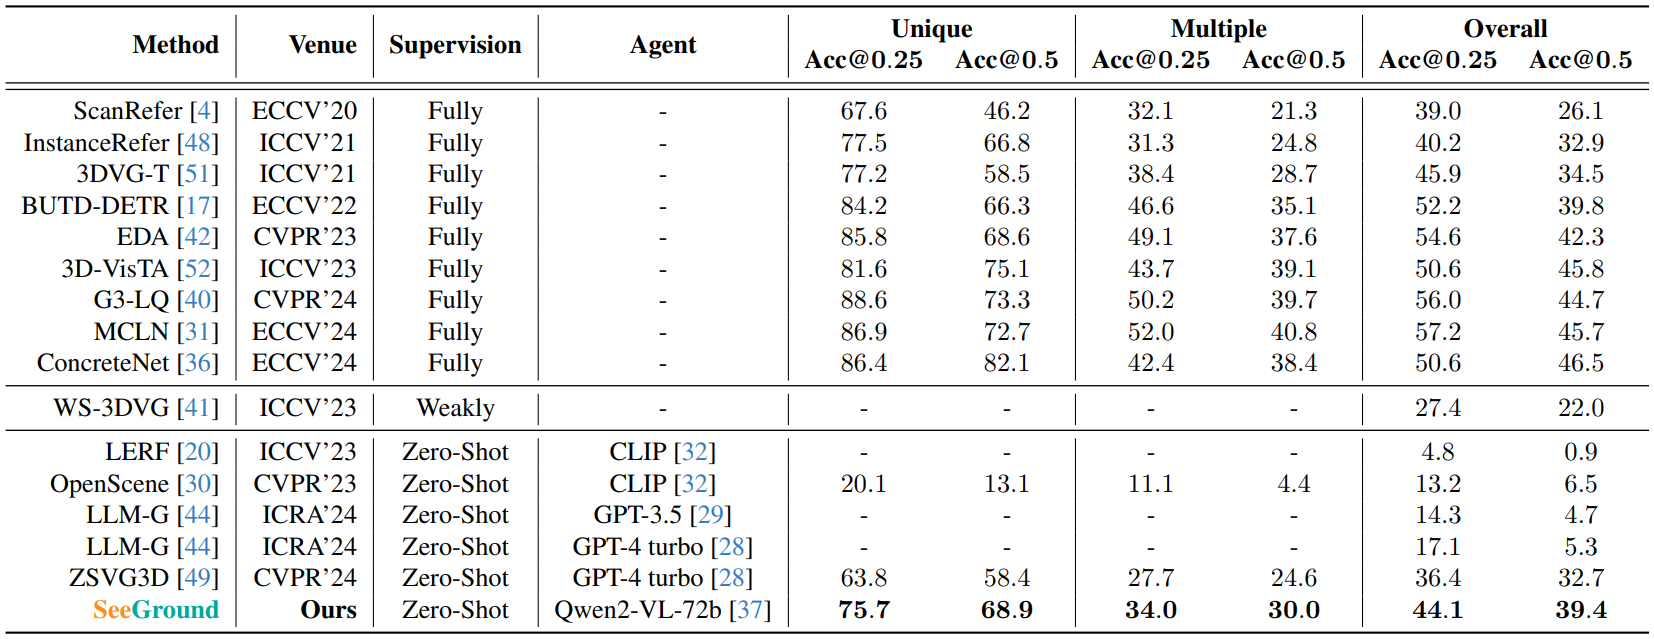 Method Venue Supervision Agent Unique Multiple Overall
Acc@0.25 Acc@0.5 Acc@0.25 Acc@0.5 Acc@0.25 Acc@0.5
ScanRefer [4] ECCV'20 Fully - 67.6 46.2 32.1 21.3 39.0 26.1
InstanceRefer [48] ICCV'21 Fully - 77.5 66.8 31.3 24.8 40.2 32.9
3DVG-T [51] ICCV'21 Fully - 77.2 58.5 38.4 28.7 45.9 34.5
BUTD-DETR [17] ECCV'22 Fully - 84.2 66.3 46.6 35.1 52.2 39.8
EDA [42] CVPR'23 Fully - 85.8 68.6 49.1 37.6 54.6 42.3
3D-VisTA [52] ICCV'23 Fully - 81.6 75.1 43.7 39.1 50.6 45.8
G3-LQ [40] CVPR'24 Fully - 88.6 73.3 50.2 39.7 56.0 44.7
MCLN [31] ECCV'24 Fully - 86.9 72.7 52.0 40.8 57.2 45.7
ConcreteNet [36] ECCV'24 Fully - 86.4 82.1 42.4 38.4 50.6 46.5
WS-3DVG [41] ICCV'23 Weakly - - - - - 27.4 22.0
LERF [20] ICCV'23 Zero-Shot CLIP [32] - - - - 4.8 0.9
OpenScene [30] CVPR'23 Zero-Shot CLIP [32] 20.1 13.1 11.1 4.4 13.2 6.5
LLM-G [44] ICRA'24 Zero-Shot GPT-3.5 [29] - - - - 14.3 4.7
LLM-G [44] ICRA'24 Zero-Shot GPT-4 turbo [28] - - - - 17.1 5.3
ZSVG3D [49] CVPR'24 Zero-Shot GPT-4 turbo [28] 63.8 58.4 27.7 24.6 36.4 32.7
SeeGround Ours Zero-Shot Qwen2-VL-72b [37] 75.7 68.9 34.0 30.0 44.1 39.4